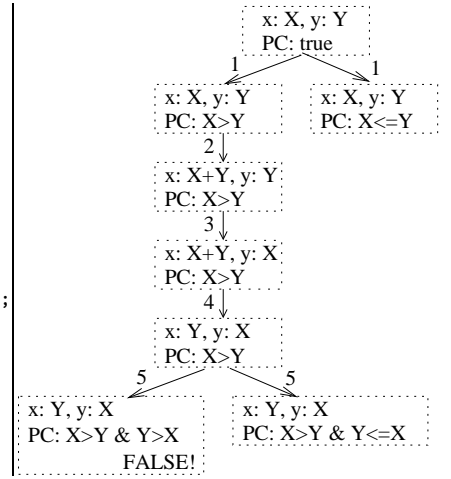 x: X, y: Y
PC: true
1 1
x: X, y: Y x: X, y: Y
PC: X>Y PC: X<=Y
2
x: X+Y, y: Y
PC: X>Y
3
x: X+Y, y: X
PC: X>Y
4
;
x: Y, y: X
PC: X>Y
5 5
x: Y, y: X x: Y, y: X
PC: X>Y & Y>X PC: X>Y & Y<=X
FALSE!